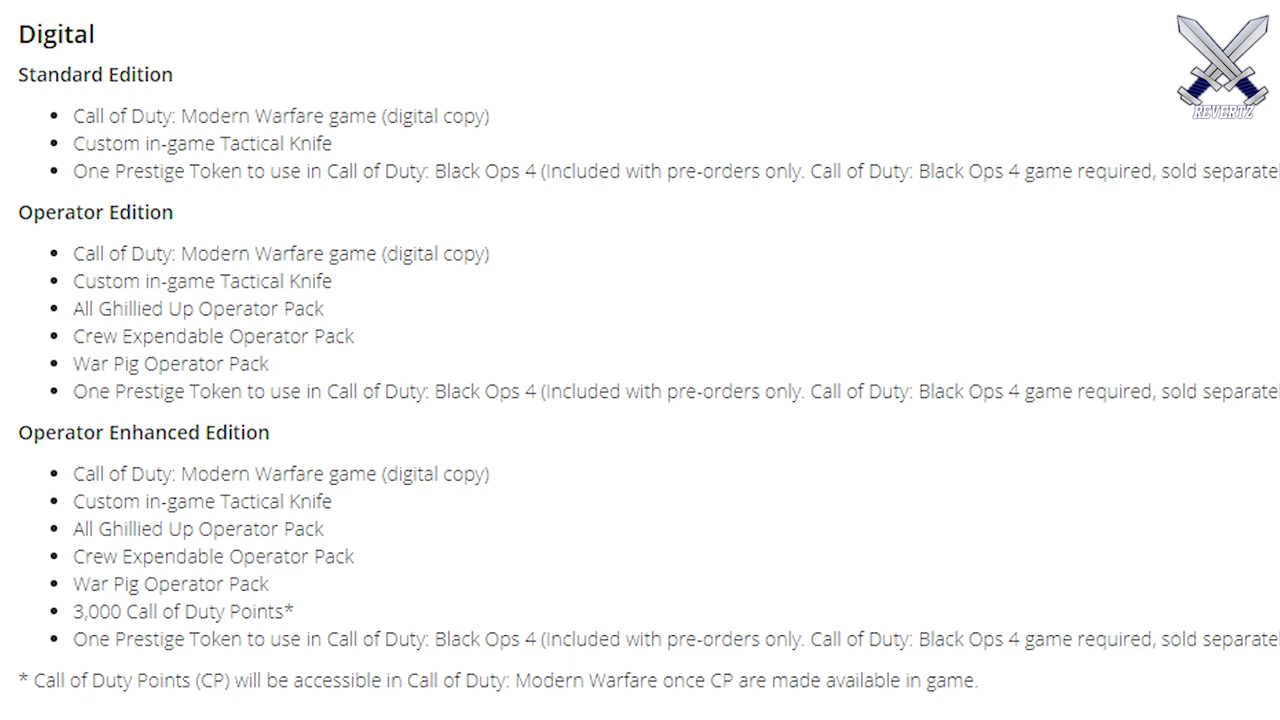 Digital
REVERTZ
Standard Edition
Call of Duty: Modern Warfare game (digital copy)
Custom in-game Tactical Knife
One Prestige Token to use in Call of Duty: Black Ops 4 (Included with pre-orders only. Call of Duty: Black Ops 4 game required, sold separatel
Operator Edition
Call of Duty: Modern Warfare game (digital copy)
Custom in-game Tactical Knife
All Ghillied Up Operator Pack
Crew Expendable Operator Pack
War Pig Operator Pack
One Prestige Token to use in Call of Duty: Black Ops 4 (Included with pre-orders only. Call of Duty: Black Ops 4 game required, sold separatel
Operator Enhanced Edition
Call of Duty: Modern Warfare game (digital copy)
Custom in-game Tactical Knife
All Ghillied Up Operator Pack
Crew Expendable Operator Pack
War Pig Operator Pack
3,000 Call of Duty Points*
One Prestige Token to use in Call of Duty: Black Ops 4 (Included with pre-orders only. Call of Duty: Black Ops 4 game required, sold separatel
* Call of Duty Points (CP) will be accessible in Call of Duty: Modern Warfare once CP are made available in game.